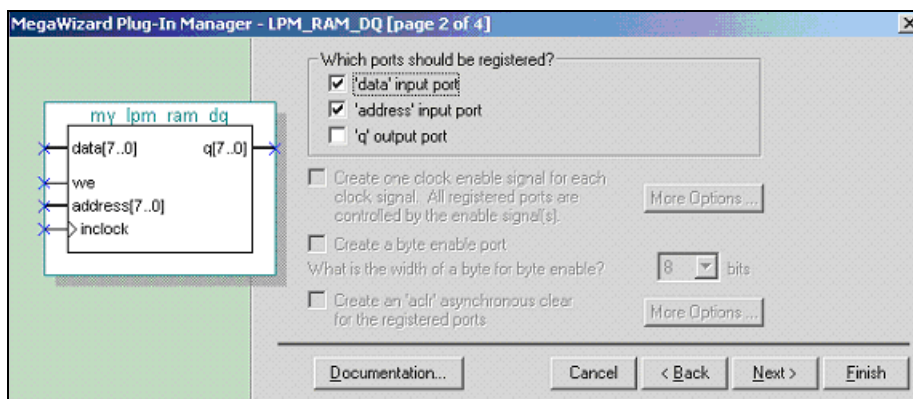 MegaWizard Plug-In Manager - LPM_RAM_DQ [page 2 of 4]
my_lpm_ram_dq
data[7..0]
q[7..0]
we
address[7..0]
inclock
Which ports should be registered?
'data' input port
'address' input port
'q' output port
Create one clock enable signal for each
clock signal. All registered ports are
controlled by the enable signal(s).
More Options ...
Create a byte enable port
What is the width of a byte for byte enable?
8
bits
Create an 'aclr' asynchronous clear
for the registered ports
More Options ...
Documentation...
Cancel
< Back
Next >
Finish